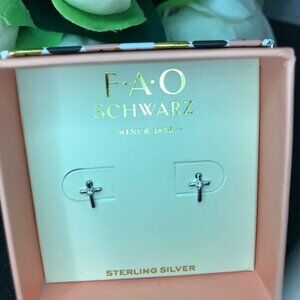 F·A·O
SCHWARZ
– SINCE 1862 –
STERLING SILVER